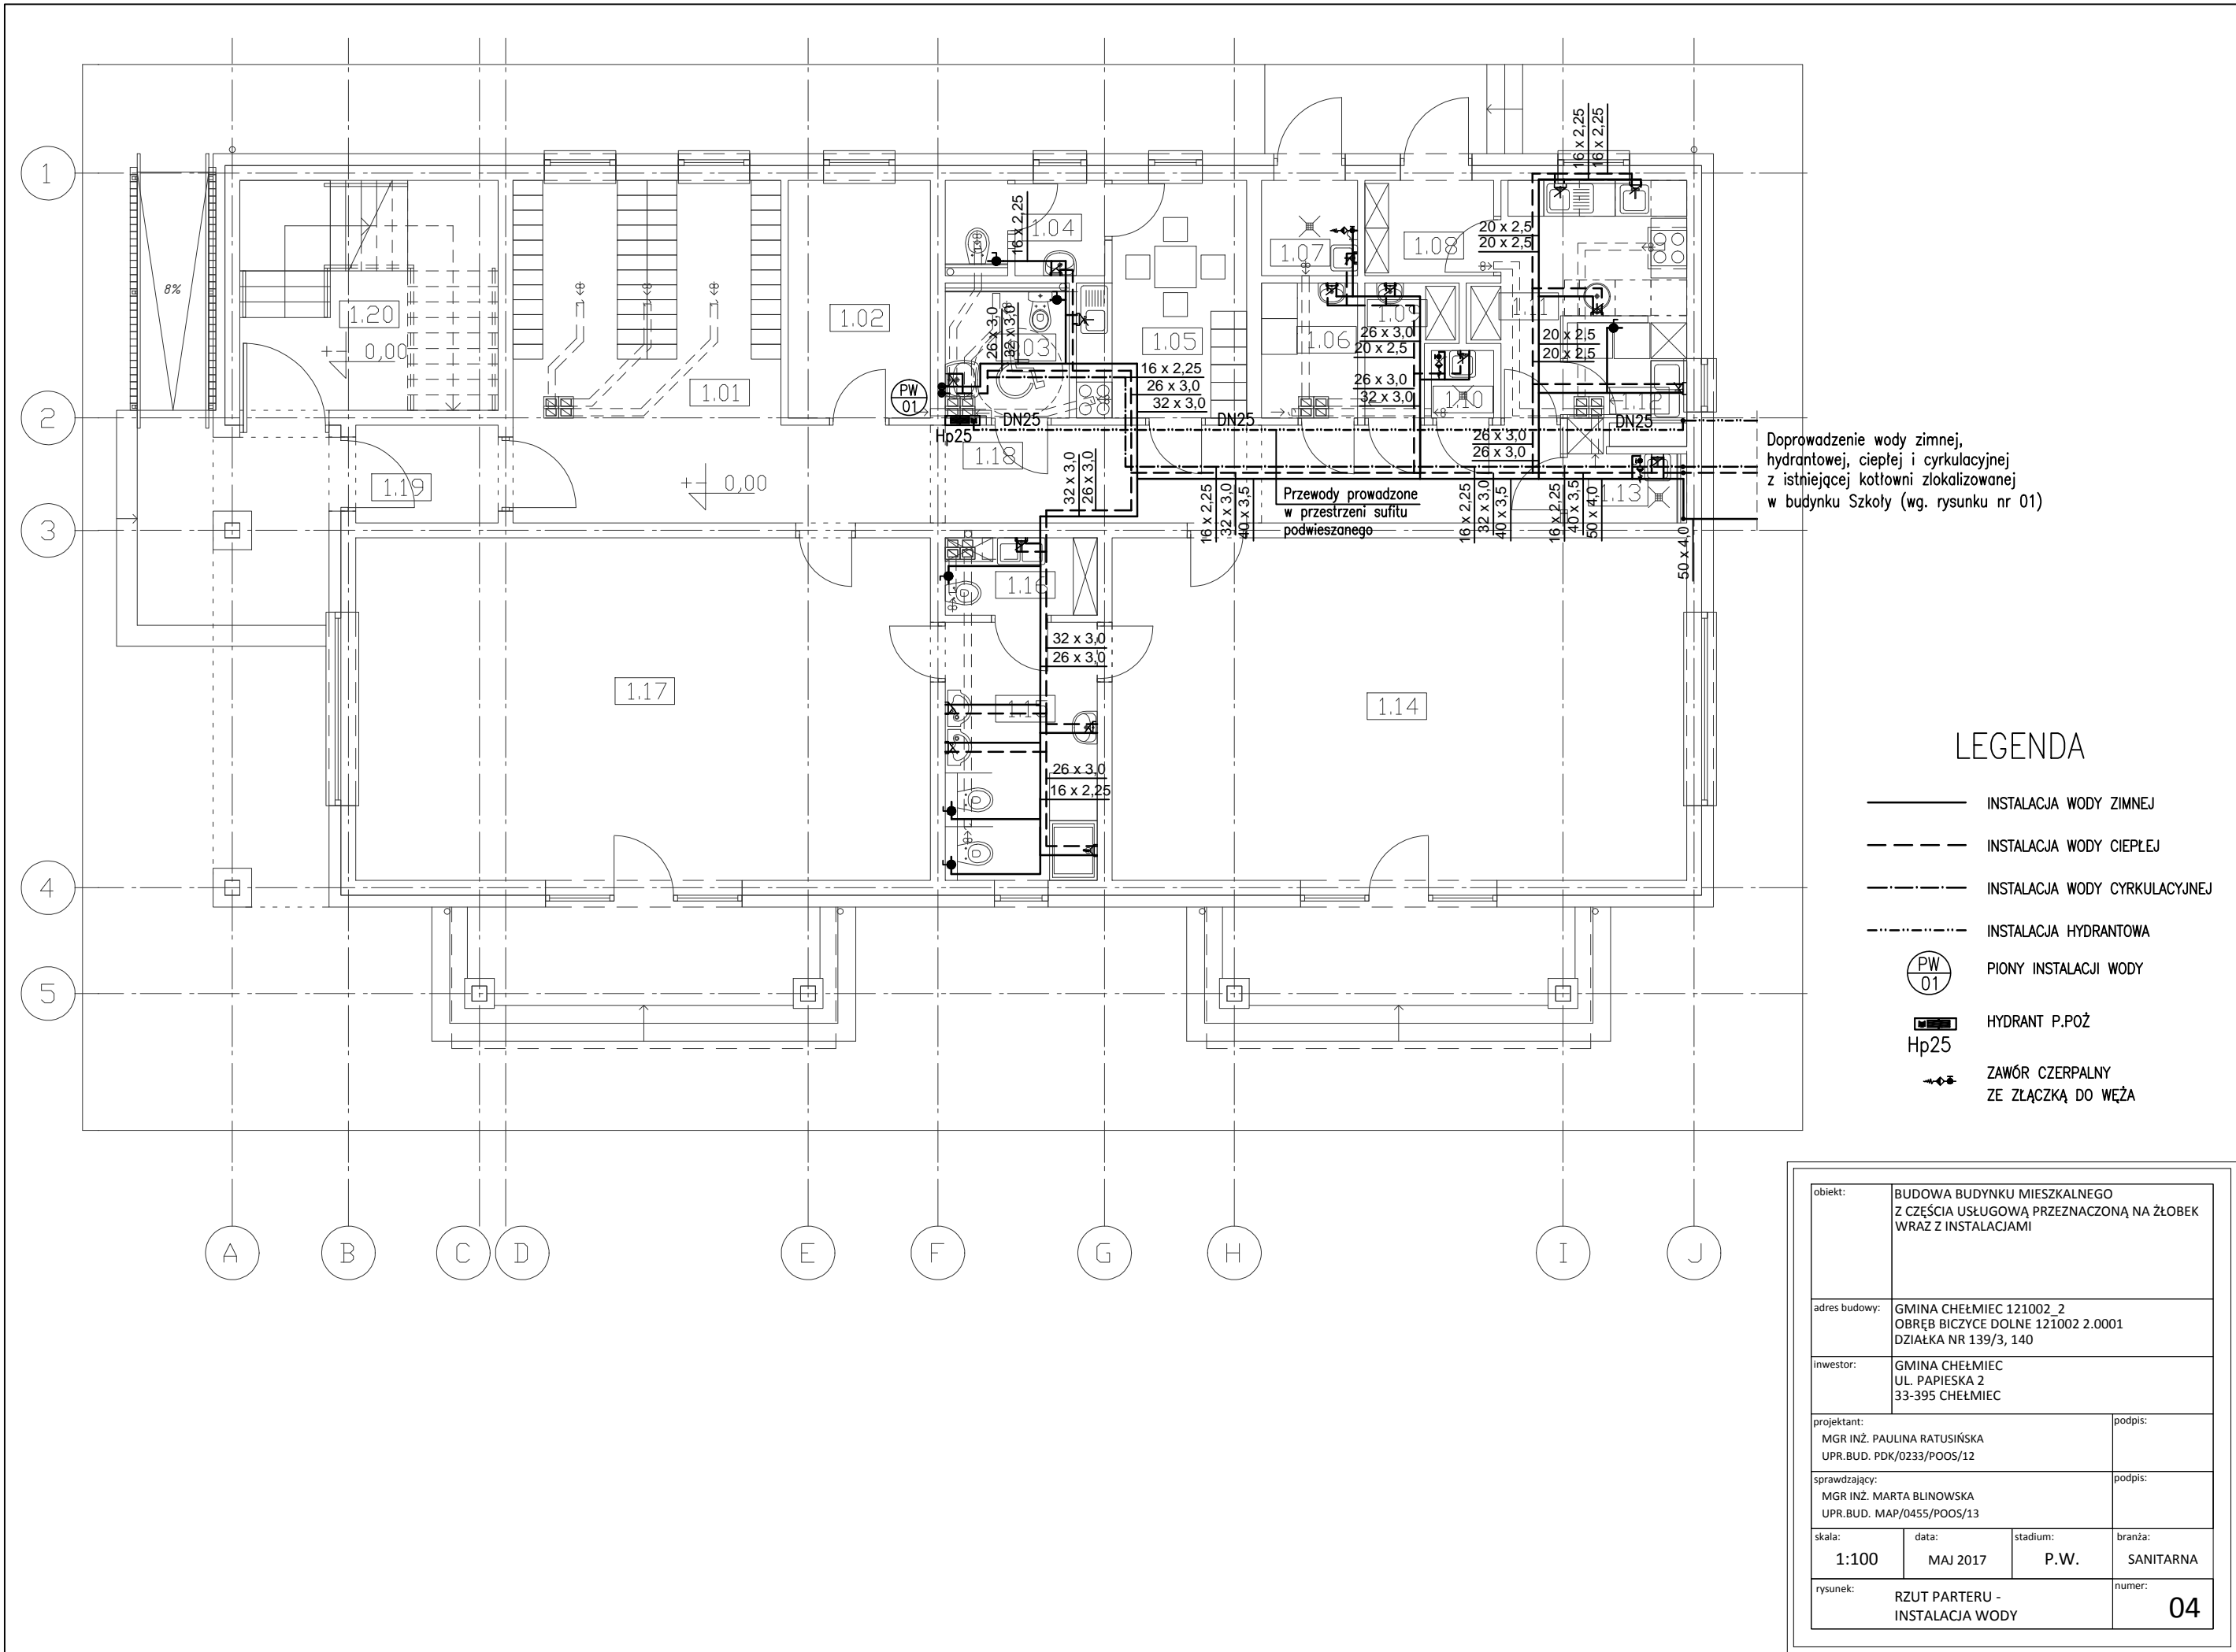 1
2
3
4
5
A
B
C
D
E
F
G
H
I
J
8%
1.20
+- 0,00
1.19
1.01
1.02
+- 0,00
16 x 2,25
1.04
26 x 3,0
32 x 3,0
1.05
16 x 2,25
26 x 3,0
32 x 3,0
PW
01
Hp25
DN25
DN25
DN25
1.18
1.07
1.08
1.06
1.10
1.11
1.12
1.13
16 x 2,25
16 x 2,25
20 x 2,5
20 x 2,5
20 x 2,5
20 x 2,5
26 x 3,0
20 x 2,5
26 x 3,0
32 x 3,0
26 x 3,0
26 x 3,0
32 x 3,0
26 x 3,0
16 x 2,25
32 x 3,0
40 x 3,5
Przewody prowadzone
w przestrzeni sufitu
podwieszanego
16 x 2,25
32 x 3,0
40 x 3,5
16 x 2,25
40 x 3,5
50 x 4,0
50 x 4,0
Doprowadzenie wody zimnej,
hydrantowej, ciepłej i cyrkulacyjnej
z istniejącej kotłowni zlokalizowanej
w budynku Szkoły (wg. rysunku nr 01)
1.16
32 x 3,0
26 x 3,0
1.17
1.15
1.14
26 x 3,0
16 x 2,25
LEGENDA
INSTALACJA WODY ZIMNEJ
INSTALACJA WODY CIEPŁEJ
INSTALACJA WODY CYRKULACYJNEJ
INSTALACJA HYDRANTOWA
PW
01
PIONY INSTALACJI WODY
HYDRANT P.POŻ
Hp25
ZAWÓR CZERPALNY
ZE ZŁĄCZKĄ DO WĘŻA
obiekt:
BUDOWA BUDYNKU MIESZKALNEGO
Z CZĘŚCIA USŁUGOWĄ PRZEZNACZONĄ NA ŻŁOBEK
WRAZ Z INSTALACJAMI
adres budowy:
GMINA CHEŁMIEC 121002_2
OBRĘB BICZYCE DOLNE 121002 2.0001
DZIAŁKA NR 139/3, 140
inwestor:
GMINA CHEŁMIEC
UL. PAPIESKA 2
33-395 CHEŁMIEC
projektant:
MGR INŻ. PAULINA RATUSIŃSKA
UPR.BUD. PDK/0233/POOS/12
podpis:
sprawdzający:
MGR INŻ. MARTA BLINOWSKA
UPR.BUD. MAP/0455/POOS/13
podpis:
skala:
1:100
data:
MAJ 2017
stadium:
P.W.
branża:
SANITARNA
rysunek:
RZUT PARTERU -
INSTALACJA WODY
numer:
04